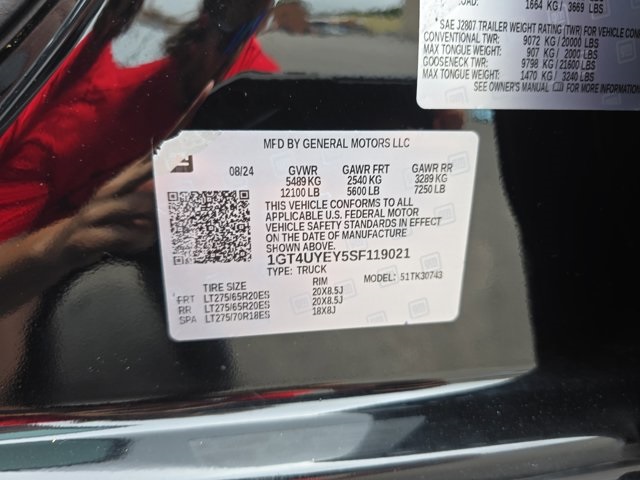 1664 KG / 3669 LBS
*SAE J2807 TRAILER WEIGHT RATING (TWR) FOR VEHICLE
CONVENTIONAL TWR: 9072 KG / 20000 LBS
MAX TONGUE WEIGHT: 907 KG / 2000 LBS
GOOSENECK TWR: 9798 KG / 21600 LBS
MAX TONGUE WEIGHT: 1470 KG / 3240 LBS
SEE OWNER'S MANUAL FOR MORE INFORMATION
MFD BY GENERAL MOTORS LLC
08/24 GVWR GAWR FRT GAWR RR
5489 KG 2540 KG 3289 KG
12100 LB 5600 LB 7250 LB
THIS VEHICLE CONFORMS TO ALL
APPLICABLE U.S. FEDERAL MOTOR
VEHICLE SAFETY STANDARDS IN EFFECT
ON THE DATE OF MANUFACTURE
SHOWN ABOVE.
1GT4UYEY5SF119021
TYPE: TRUCK MODEL: 51TK30743
TIRE SIZE RIM
FRT LT275/65R20ES 20X8.5J
RR LT275/65R20ES 20X8.5J
SPA LT275/70R18ES 18X8J